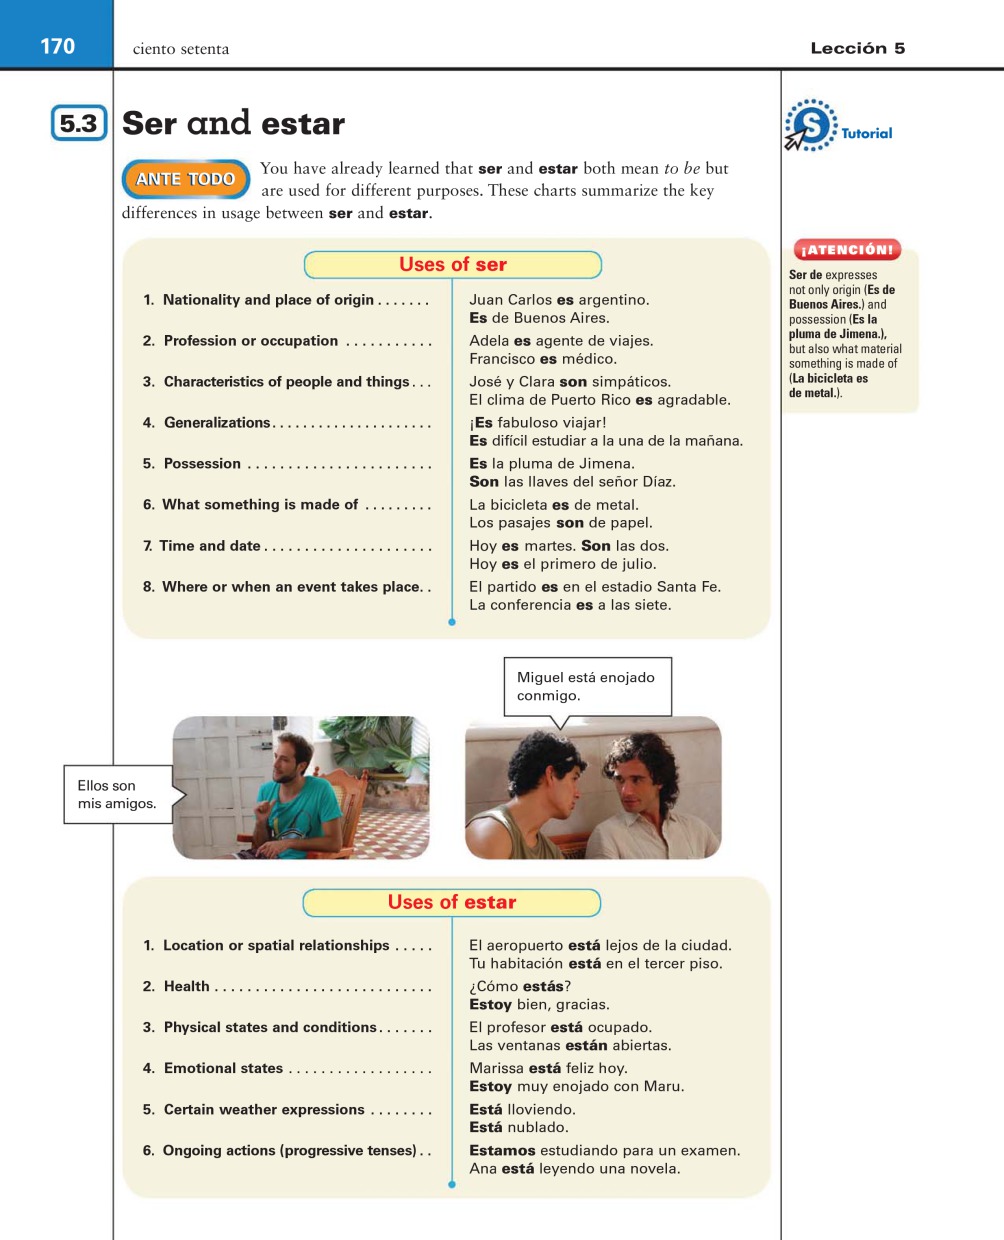 170
ciento setenta
Lección 5
5.3
Ser and estar
S
Tutorial
ANTE TODO
You have already learned that ser and estar both mean to be but
are used for different purposes. These charts summarize the key
differences in usage between ser and estar.
¡ATENCIÓN!
Ser de expresses
not only origin (Es de
Buenos Aires.) and
possession (Es la
pluma de Jimena.),
but also what material
something is made of
(La bicicleta es
de metal.).
Uses of ser
1. Nationality and place of origin . . . . . . . Juan Carlos es argentino.
Es de Buenos Aires.
2. Profession or occupation . . . . . . . . . . . Adela es agente de viajes.
Francisco es médico.
3. Characteristics of people and things . . . José y Clara son simpáticos.
El clima de Puerto Rico es agradable.
4. Generalizations . . . . . . . . . . . . . . . . . . . . ¡Es fabuloso viajar!
Es difícil estudiar a la una de la mañana.
5. Possession . . . . . . . . . . . . . . . . . . . . . . . Es la pluma de Jimena.
Son las llaves del señor Díaz.
6. What something is made of . . . . . . . . . La bicicleta es de metal.
Los pasajes son de papel.
7. Time and date . . . . . . . . . . . . . . . . . . . . . Hoy es martes. Son las dos.
Hoy es el primero de julio.
8. Where or when an event takes place . . El partido es en el estadio Santa Fe.
La conferencia es a las siete.
Miguel está enojado
conmigo.
Ellos son
mis amigos.
Uses of estar
1. Location or spatial relationships . . . . . El aeropuerto está lejos de la ciudad.
Tu habitación está en el tercer piso.
2. Health . . . . . . . . . . . . . . . . . . . . . . . . . . . ¿Cómo estás?
Estoy bien, gracias.
3. Physical states and conditions . . . . . . . El profesor está ocupado.
Las ventanas están abiertas.
4. Emotional states . . . . . . . . . . . . . . . . . . Marissa está feliz hoy.
Estoy muy enojado con Maru.
5. Certain weather expressions . . . . . . . . Está lloviendo.
Está nublado.
6. Ongoing actions (progressive tenses) . . Estamos estudiando para un examen.
Ana está leyendo una novela.